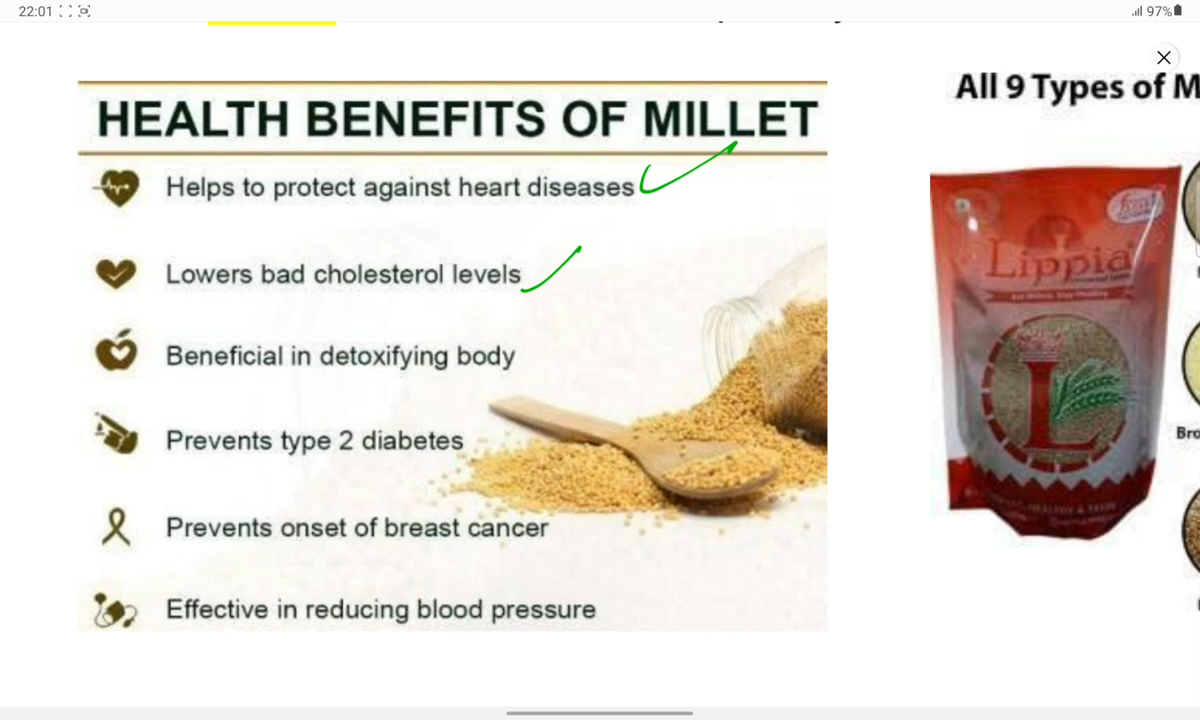 22:01
97%
HEALTH BENEFITS OF MILLET
Helps to protect against heart diseases
Lowers bad cholesterol levels
Beneficial in detoxifying body
Prevents type 2 diabetes
Prevents onset of breast cancer
Effective in reducing blood pressure
All 9 Types of M
Lippia
L
Bro